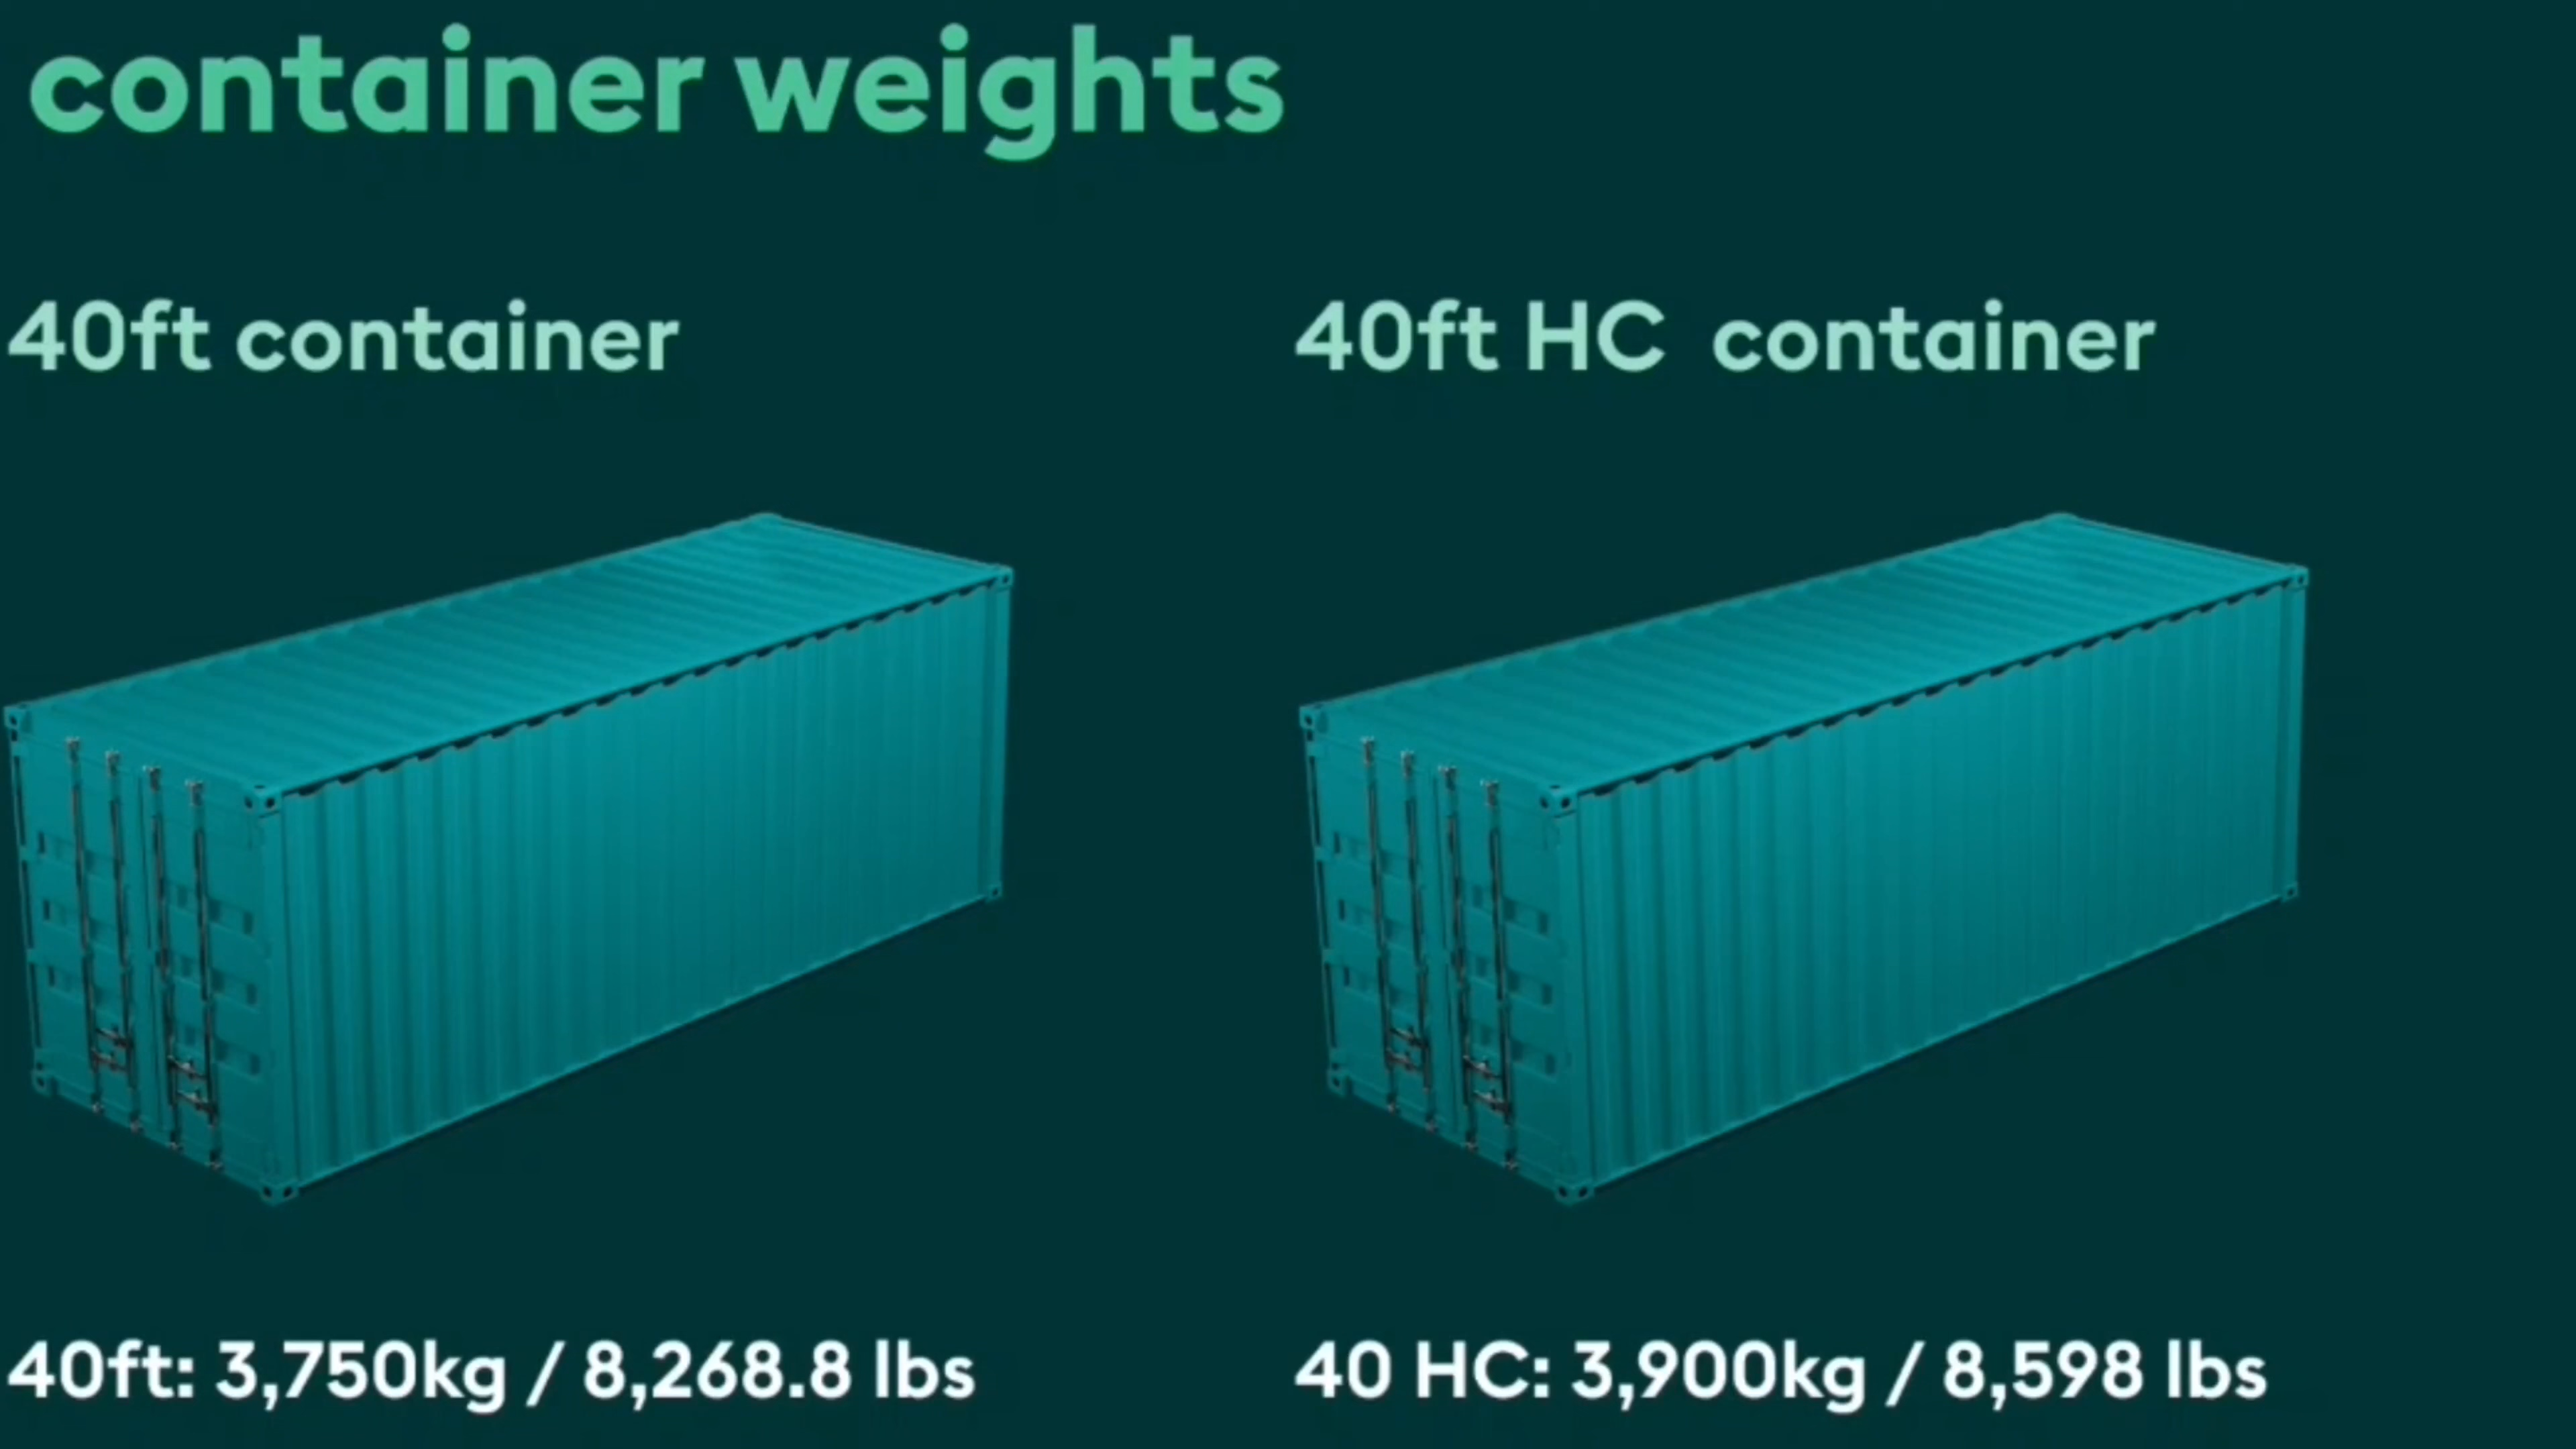 container weights
40ft container
40ft HC container
40ft: 3,750kg / 8,268.8 lbs
40 HC: 3,900kg / 8,598 lbs